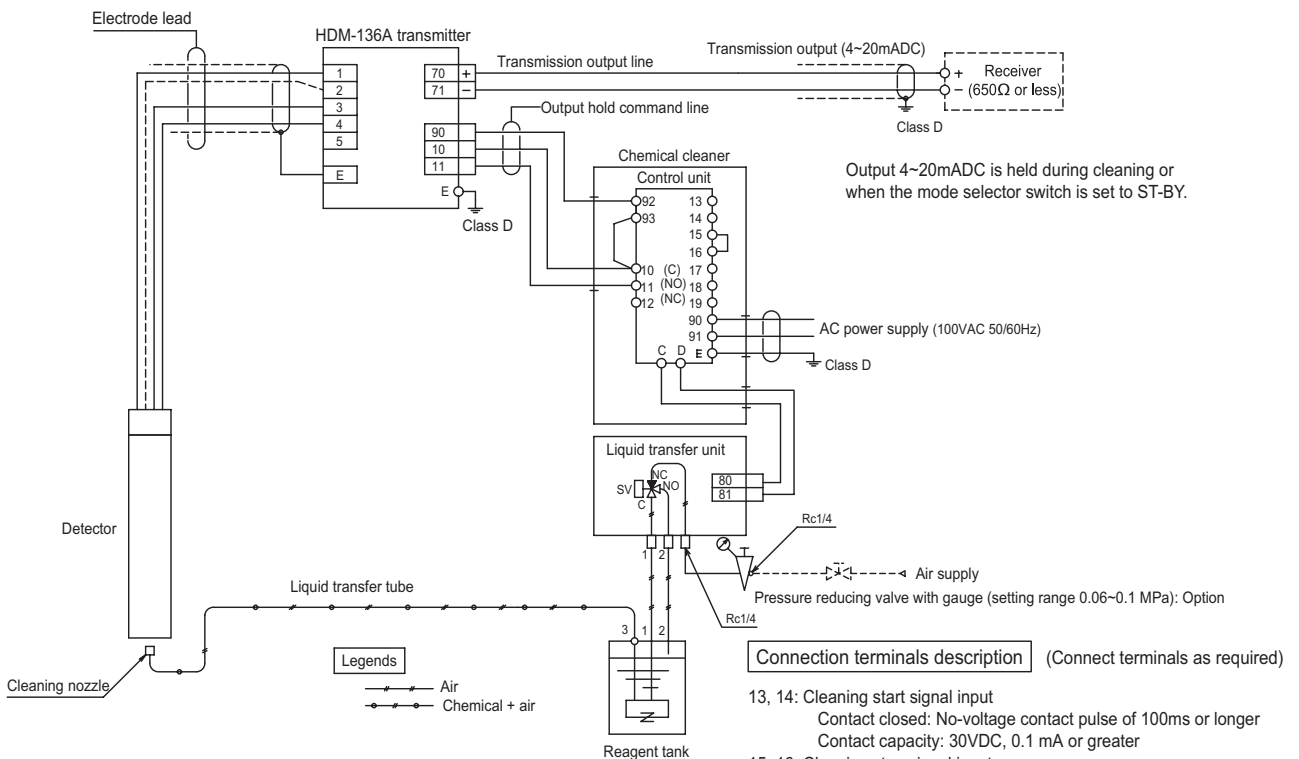 Electrode lead
HDM-136A transmitter
1
2
3
4
5
E
70 +
71 −
90
10
11
E
Class D
Transmission output line
Output hold command line
Transmission output (4~20mADC)
+ Receiver
− (650Ω or less)
Class D
Output 4~20mADC is held during cleaning or
when the mode selector switch is set to ST-BY.
Chemical cleaner
Control unit
92 13
93 14
15
16
10 (C) 17
11 (NO) 18
12 (NC) 19
90
91
C D E
AC power supply (100VAC 50/60Hz)
Class D
Liquid transfer unit
NC
SV NO
C
80
81
1 2
Rc1/4
Air supply
Pressure reducing valve with gauge (setting range 0.06~0.1 MPa): Option
Rc1/4
Detector
Liquid transfer tube
3 1 2
Cleaning nozzle
Legends
Air
Chemical + air
Reagent tank
Connection terminals description (Connect terminals as required)
13, 14: Cleaning start signal input
Contact closed: No-voltage contact pulse of 100ms or longer
Contact capacity: 30VDC, 0.1 mA or greater